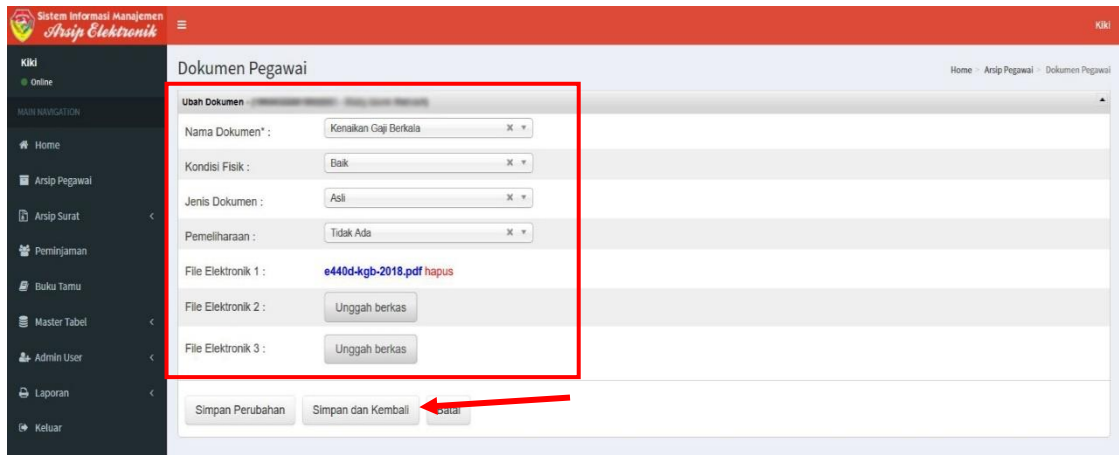 Sistem Informasi Manajemen
Arsip Elektronik
Kiki
Kiki
Online
MAIN NAVIGATION
Home
Arsip Pegawai
Arsip Surat
Peminjaman
Buku Tamu
Master Tabel
Admin User
Laporan
Keluar
Dokumen Pegawai
Home > Arsip Pegawai > Dokumen Pegawai
Ubah Dokumen -
Nama Dokumen* : Kenaikan Gaji Berkala
Kondisi Fisik : Baik
Jenis Dokumen : Asli
Pemeliharaan : Tidak Ada
File Elektronik 1 : e440d-kgb-2018.pdf hapus
File Elektronik 2 : Unggah berkas
File Elektronik 3 : Unggah berkas
Simpan Perubahan Simpan dan Kembali Batal